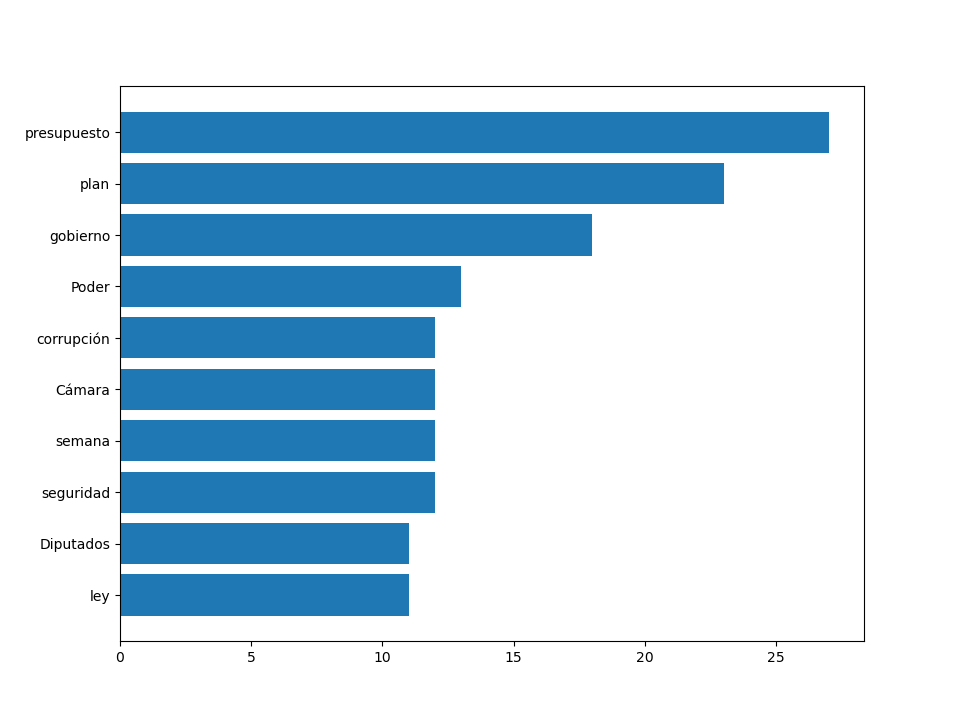 presupuesto
plan
gobierno
Poder
corrupción
Cámara
semana
seguridad
Diputados
ley
0 5 10 15 20 25